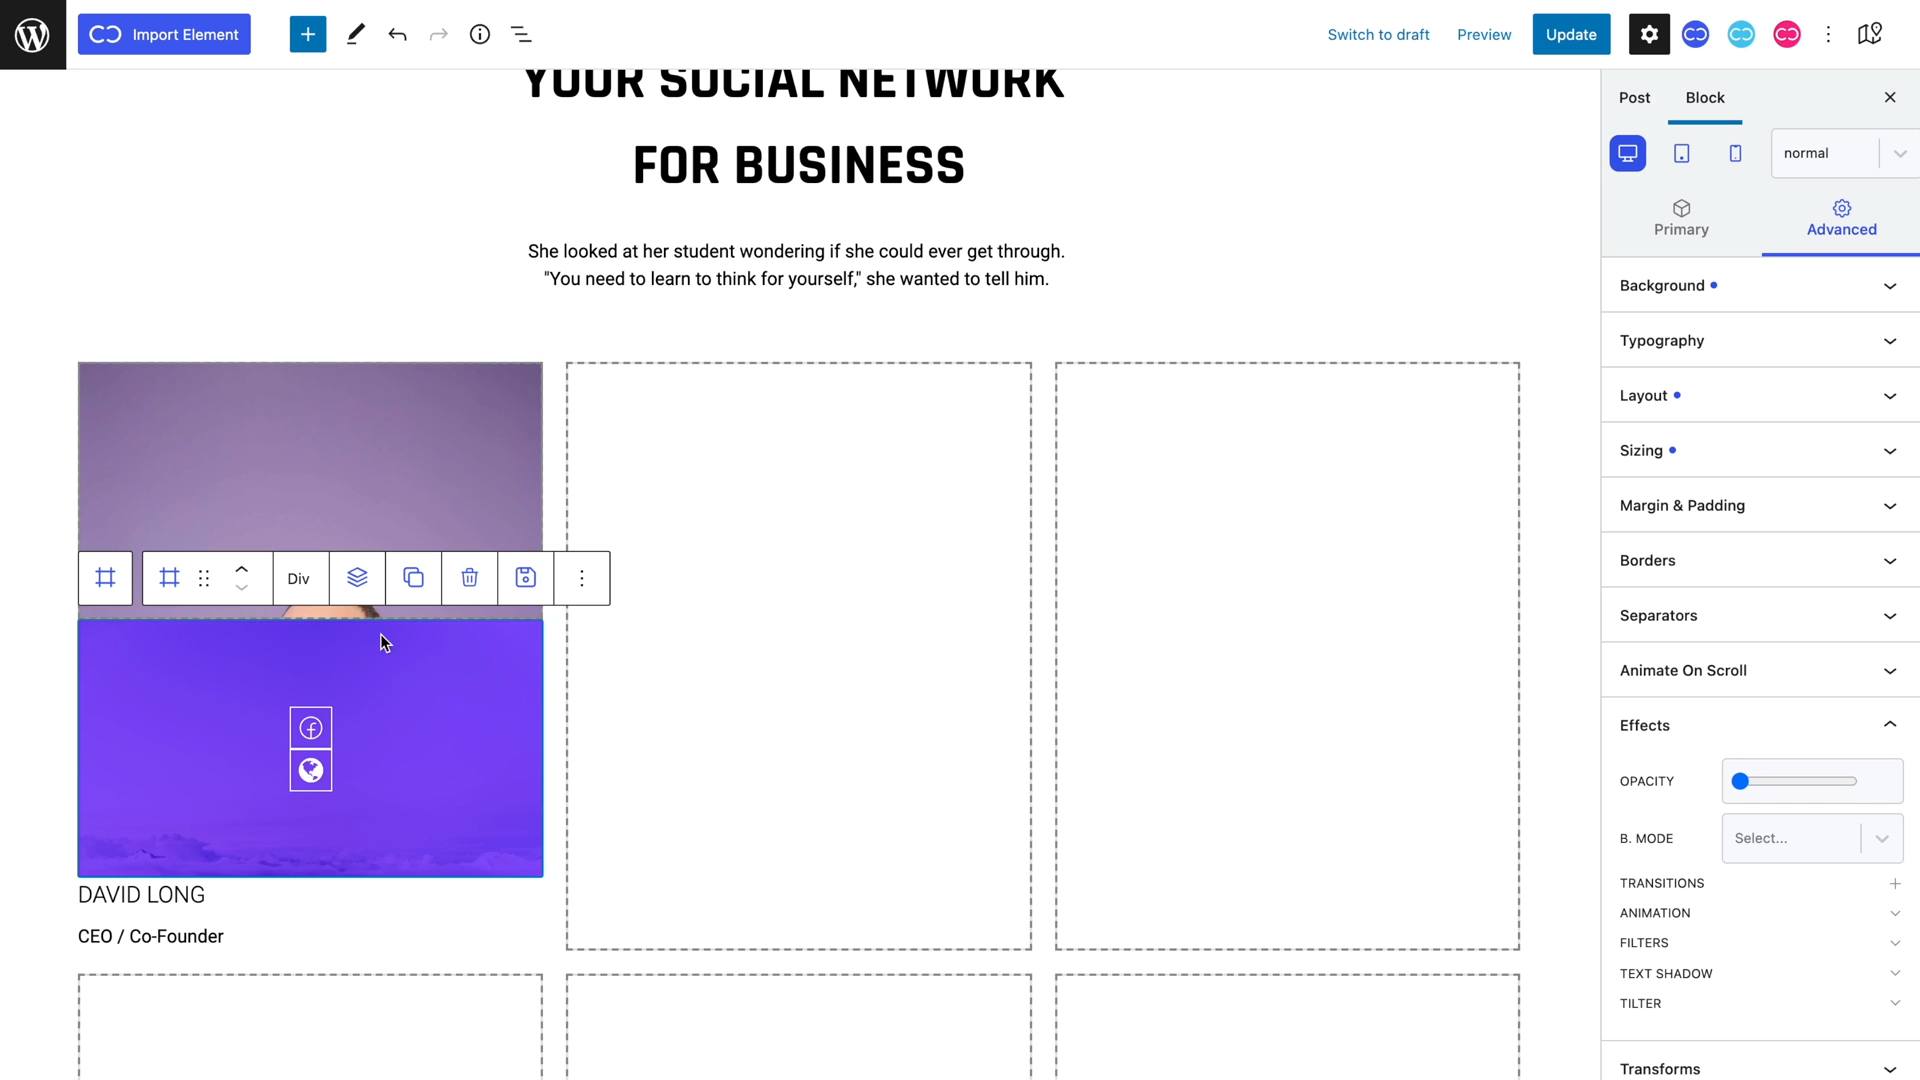 Import Element
Switch to draft
Preview
Update
YOUR SOCIAL NETWORK
FOR BUSINESS
She looked at her student wondering if she could ever get through.
"You need to learn to think for yourself," she wanted to tell him.
Div
DAVID LONG
CEO / Co-Founder
Post
Block
normal
Primary
Advanced
Background
Typography
Layout
Sizing
Margin & Padding
Borders
Separators
Animate On Scroll
Effects
OPACITY
B. MODE
Select...
TRANSITIONS
ANIMATION
FILTERS
TEXT SHADOW
TILTER
Transforms